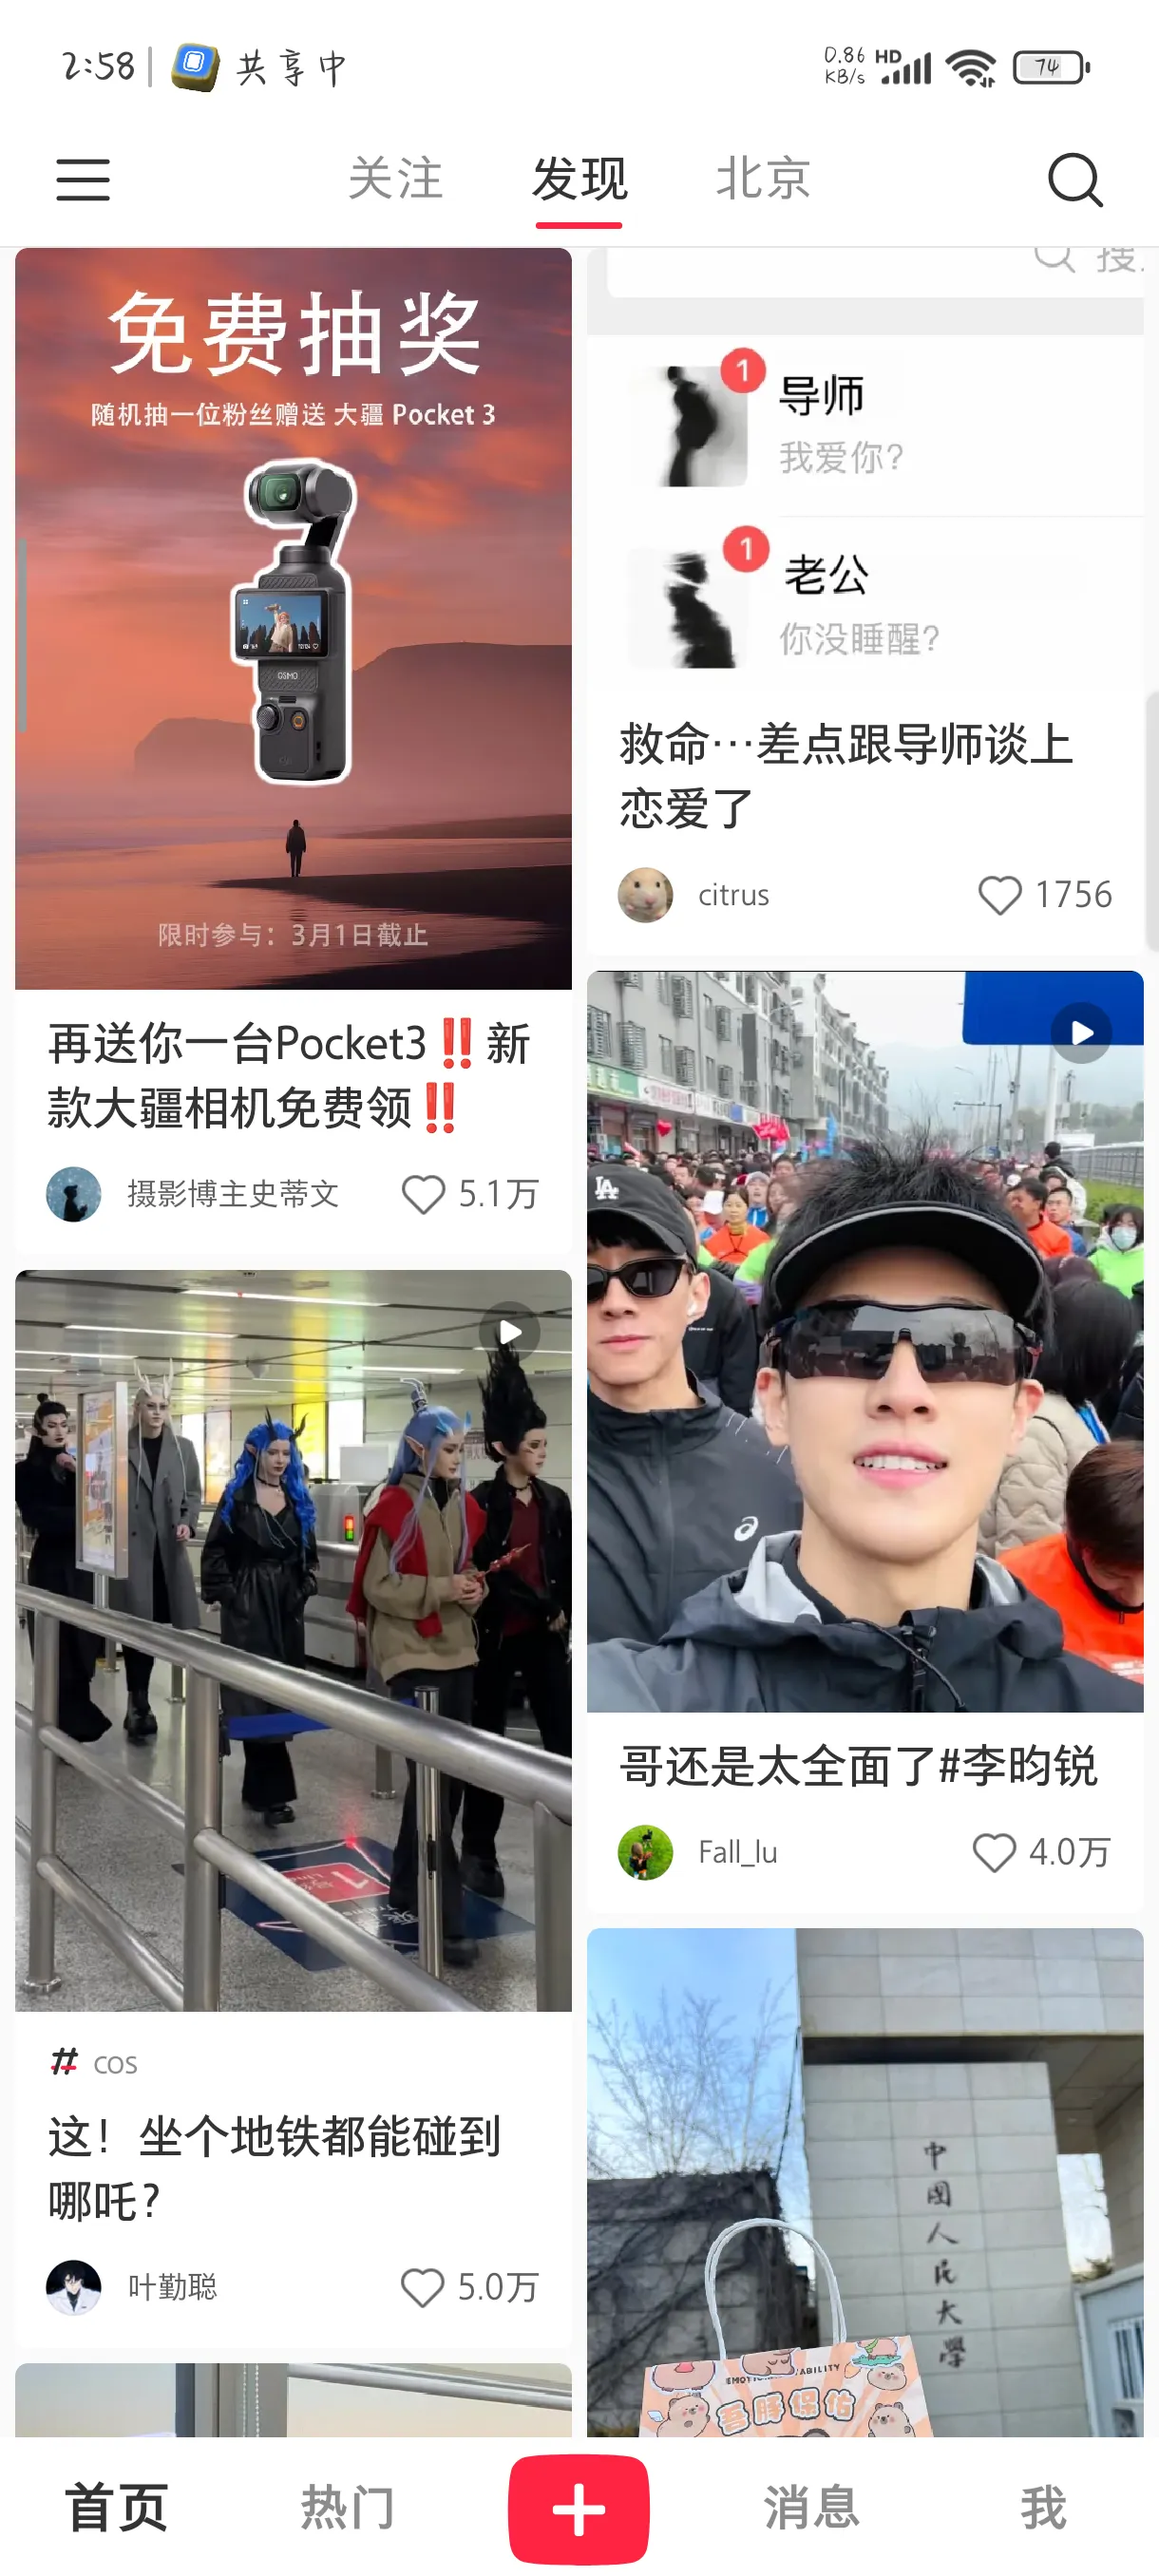 2:58
共享中
0.86
KB/s
HD
74
关注
发现
北京
免费抽奖
随机抽一位粉丝赠送 大疆 Pocket 3
OSMO
限时参与：3月1日截止
再送你一台Pocket3‼️新
款大疆相机免费领‼️
摄影博主史蒂文
5.1万
cos
这！坐个地铁都能碰到
哪吒？
叶勤聪
5.0万
1
导师
我爱你？
1
老公
你没睡醒？
救命…差点跟导师谈上
恋爱了
citrus
1756
LA
哥还是太全面了#李昀锐
Fall_lu
4.0万
中國人民大學
吾豚保佑
首页
热门
消息
我